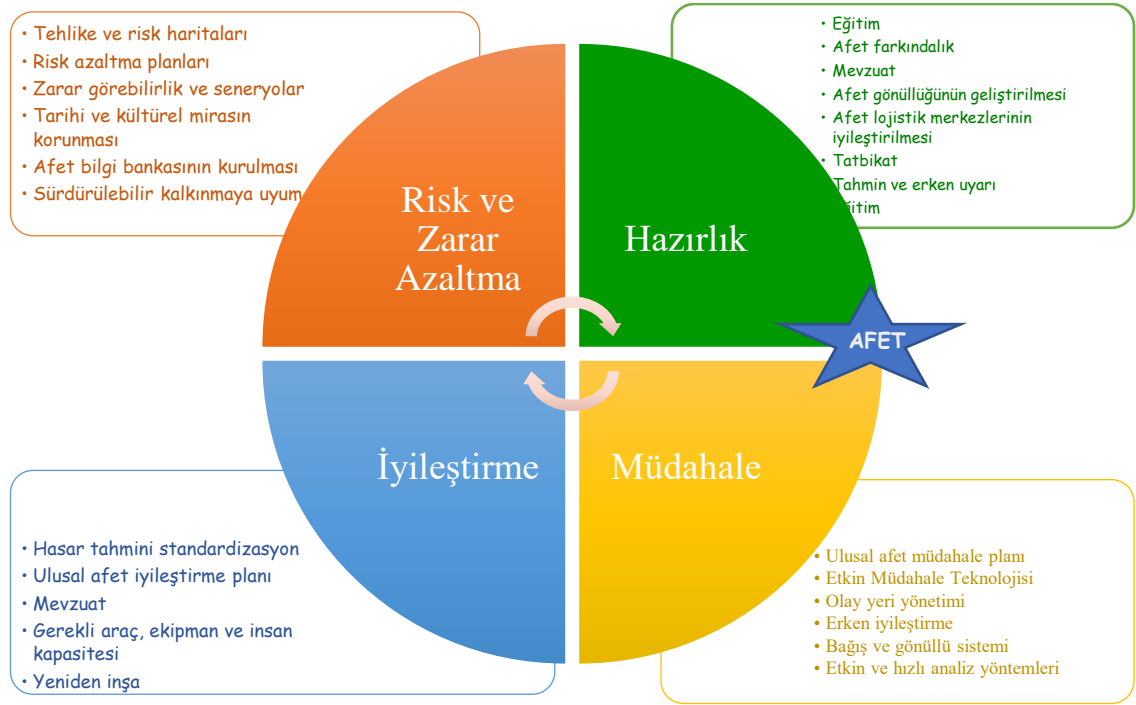 • Tehlike ve risk haritaları
• Risk azaltma planları
• Zarar görebilirlik ve seneryolar
• Tarihi ve kültürel mirasın
korunması
• Afet bilgi bankasının kurulması
• Sürdürülebilir kalkınmaya uyum
• Eğitim
• Afet farkındalık
• Mevzuat
• Afet gönüllüğünün geliştirilmesi
• Afet lojistik merkezlerinin
iyileştirilmesi
• Tatbikat
Tahmin ve erken uyarı
Risk ve
Zarar
Azaltma
Hazırlık
AFET
İyileştirme
Müdahale
• Hasar tahmini standardizasyon
• Ulusal afet iyileştirme planı
• Mevzuat
• Gerekli araç, ekipman ve insan
kapasitesi
• Yeniden inşa
• Ulusal afet müdahale planı
• Etkin Müdahale Teknolojisi
• Olay yeri yönetimi
• Erken iyileştirme
• Bağış ve gönüllü sistemi
• Etkin ve hızlı analiz yöntemleri